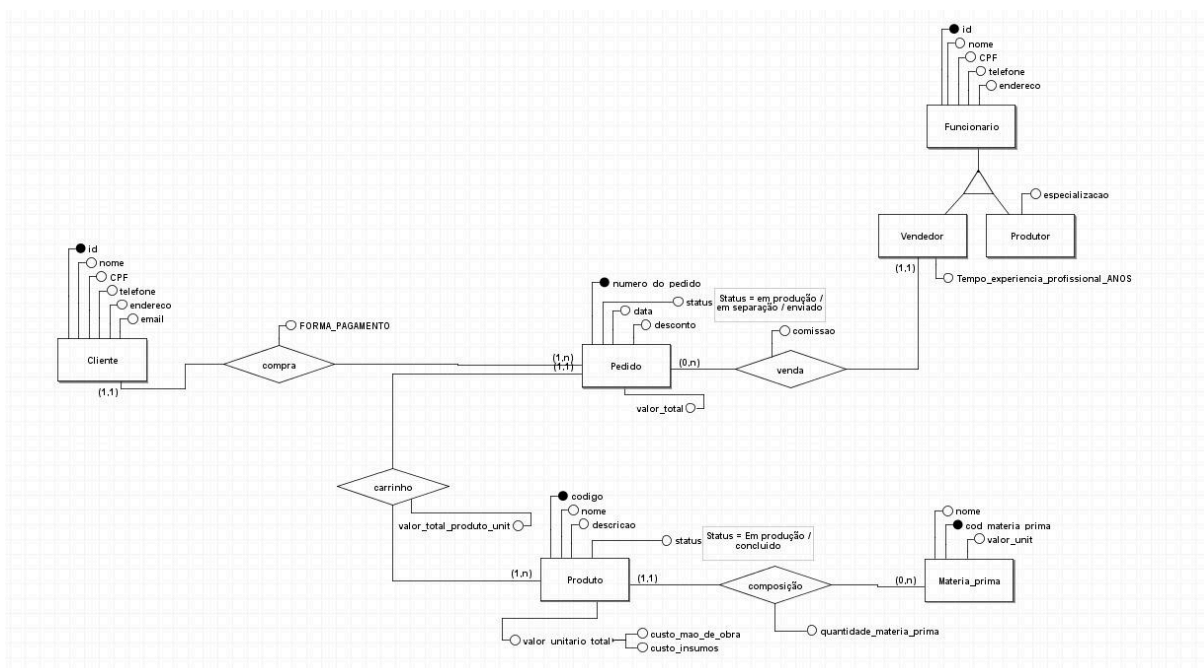 id
nome
CPF
telefone
endereco
Funcionario
especializacao
Vendedor
Produtor
(1,1)
Tempo_experiencia_profissional_ANOS
id
nome
CPF
telefone
endereco
email
Cliente
(1,1)
FORMA_PAGAMENTO
compra
numero do pedido
status
Status = em produção /
em separação / enviado
data
desconto
(1,n)
(1,1)
Pedido
(0,n)
valor_total
comissao
venda
carrinho
valor_total_produto_unit
codigo
nome
descricao
status
Status = Em produção /
concluido
(1,n)
Produto
(1,1)
valor unitario total
custo_mao_de_obra
custo_insumos
composição
quantidade_materia_prima
(0,n)
nome
cod materia prima
valor_unit
Materia_prima